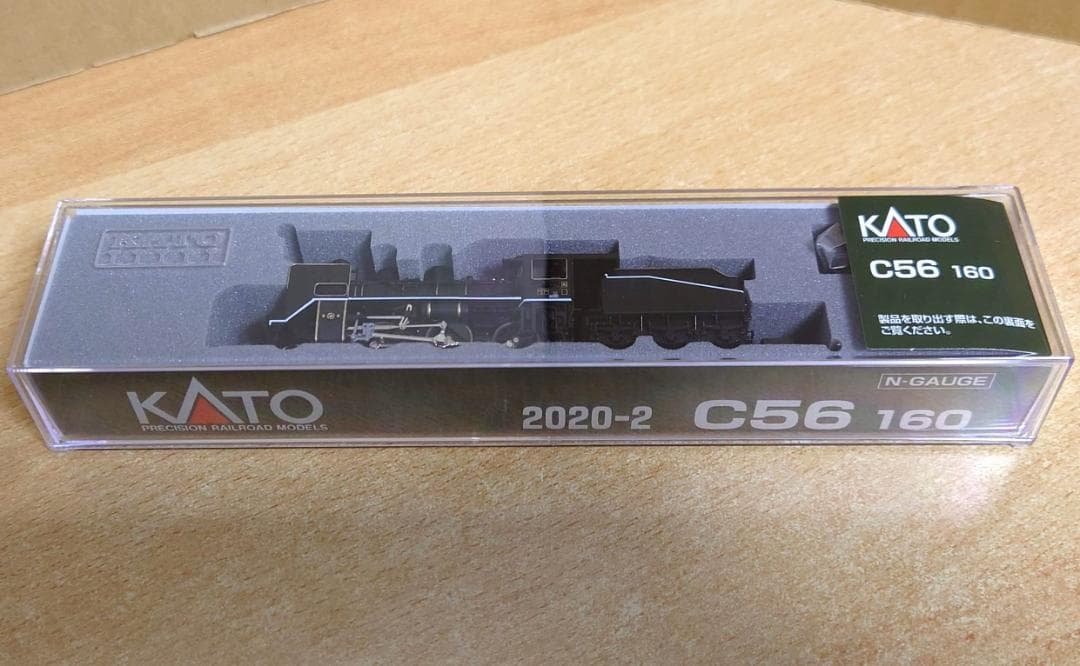 KATO
KATO
PRECISION RAILROAD MODELS
C56 160
製品を取り出す際は、この裏面を
ご覧ください。
N-GAUGE
KATO
PRECISION RAILROAD MODELS
2020-2 C56 160